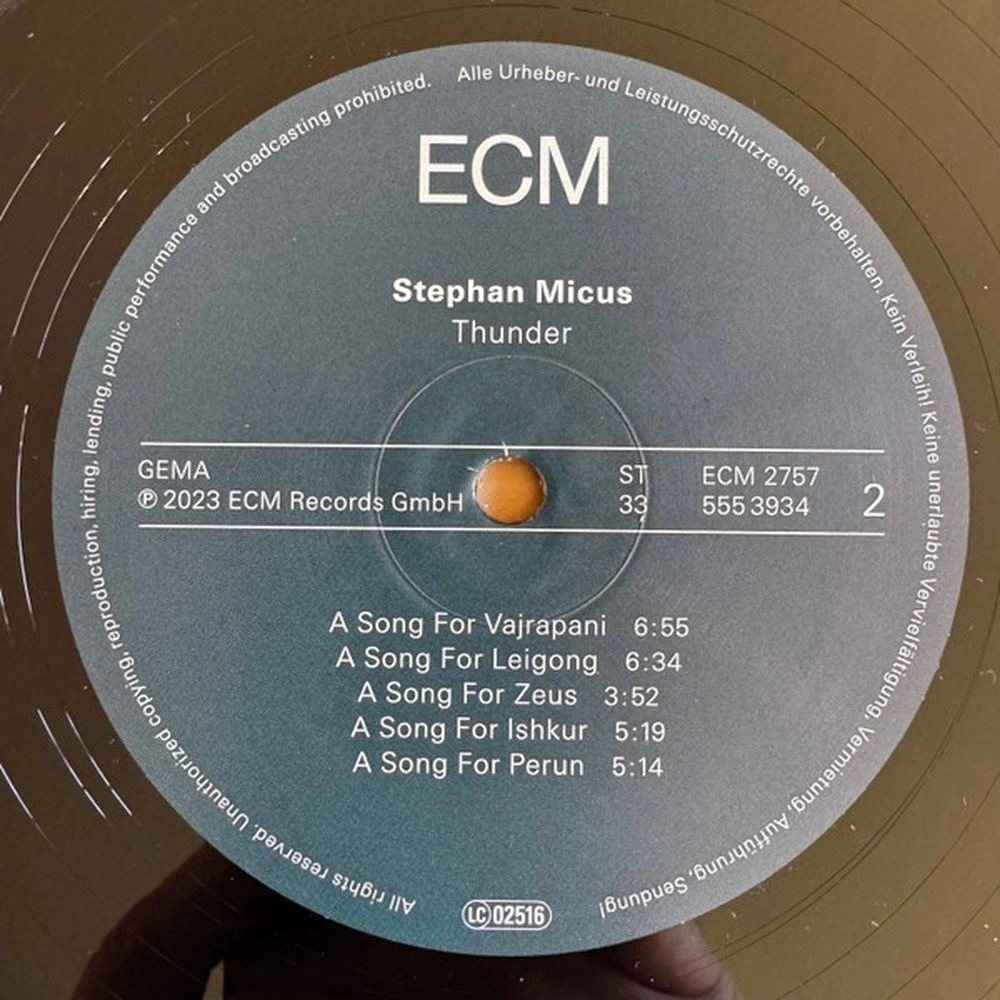 ECM
Stephan Micus
Thunder
GEMA
℗ 2023 ECM Records GmbH
ST
33
ECM 2757
555 3934
2
A Song For Vajrapani 6:55
A Song For Leigong 6:34
A Song For Zeus 3:52
A Song For Ishkur 5:19
A Song For Perun 5:14
LC 02516
All rights reserved. Unauthorized copying, reproduction, hiring, lending, public performance and broadcasting prohibited.
Alle Urheber- und Leistungsschutzrechte vorbehalten. Kein Verleih! Keine unerlaubte Vervielfältigung, Vermietung, Aufführung, Sendung!